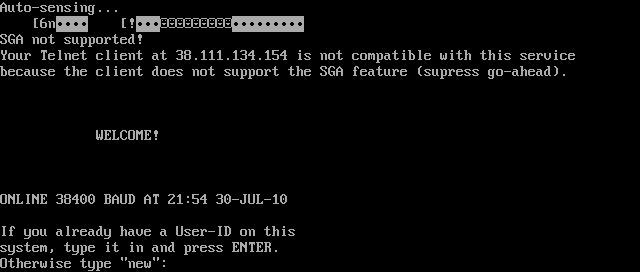 Auto-sensing...
[6n [!
SGA not supported!
Your Telnet client at 38.111.134.154 is not compatible with this service
because the client does not support the SGA feature (supress go-ahead).
WELCOME!
ONLINE 38400 BAUD AT 21:54 30-JUL-10
If you already have a User-ID on this
system, type it in and press ENTER.
Otherwise type "new":